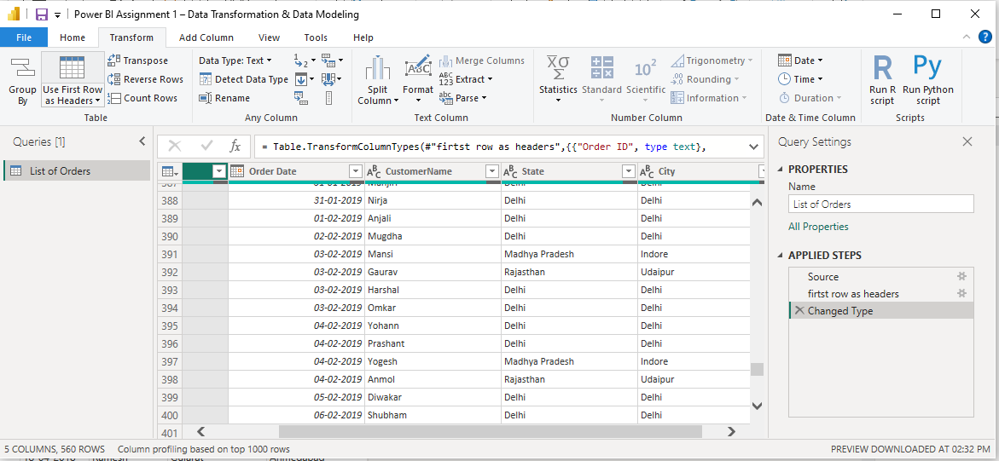 Power BI Assignment 1 – Data Transformation & Data Modeling
File Home Transform Add Column View Tools Help
Group By
Use First Row as Headers
Transpose
Reverse Rows
Count Rows
Table
Data Type: Text
Detect Data Type
Rename
Any Column
Split Column
Format
ABC
Merge Columns
Extract
Parse
Text Column
Statistics
Standard
Scientific
Trigonometry
Rounding
Information
Number Column
Date
Time
Duration
Date & Time Column
R
Run R script
Py
Run Python script
Scripts
Queries [1]
List of Orders
= Table.TransformColumnTypes(#"firtst row as headers",{{"Order ID", type text},
Order Date CustomerName State City
387 Delhi Delhi
388 31-01-2019 Nirja Delhi Delhi
389 01-02-2019 Anjali Delhi Delhi
390 02-02-2019 Mugdha Delhi Delhi
391 03-02-2019 Mansi Madhya Pradesh Indore
392 03-02-2019 Gaurav Rajasthan Udaipur
393 03-02-2019 Harshal Delhi Delhi
394 03-02-2019 Omkar Delhi Delhi
395 04-02-2019 Yohann Delhi Delhi
396 04-02-2019 Prashant Delhi Delhi
397 04-02-2019 Yogesh Madhya Pradesh Indore
398 04-02-2019 Anmol Rajasthan Udaipur
399 05-02-2019 Diwakar Delhi Delhi
400 06-02-2019 Shubham Delhi Delhi
401
Query Settings
PROPERTIES
Name
List of Orders
All Properties
APPLIED STEPS
Source
firtst row as headers
Changed Type
5 COLUMNS, 560 ROWS Column profiling based on top 1000 rows
PREVIEW DOWNLOADED AT 02:32 PM